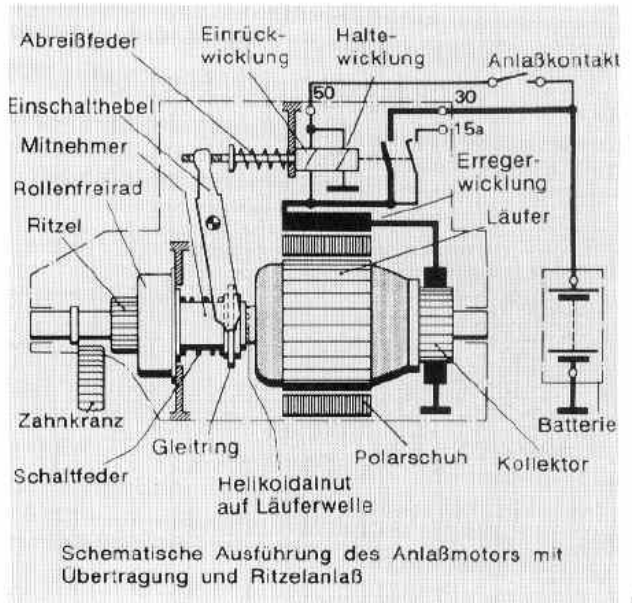 Abreißfeder
Einrück-
wicklung
Halte-
wicklung
Anlaßkontakt
50
30
15a
Einschalthebel
Mitnehmer
Rollenfreirad
Ritzel
Erreger-
wicklung
Läufer
Zahnkranz
Schaltfeder
Gleitring
Helikoidalnut
auf Läuferwelle
Polarschuh
Batterie
Kollektor
Schematische Ausführung des Anlaßmotors mit
Übertragung und Ritzelanlaß